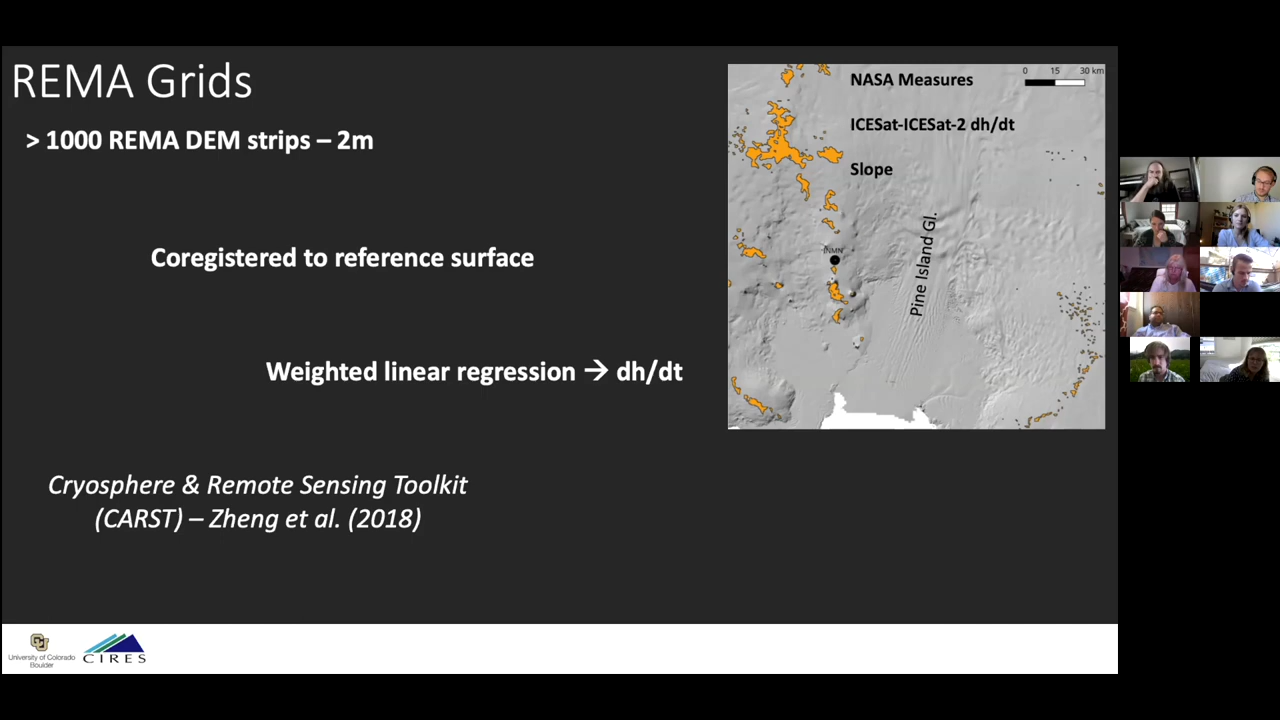 REMA Grids
> 1000 REMA DEM strips – 2m
Coregistered to reference surface
Weighted linear regression → dh/dt
Cryosphere & Remote Sensing Toolkit
(CARST) – Zheng et al. (2018)
NASA Measures
ICESat-ICESat-2 dh/dt
Slope
0 15 30 km
INMN
Pine Island Gl.
University of Colorado
Boulder
CIRES